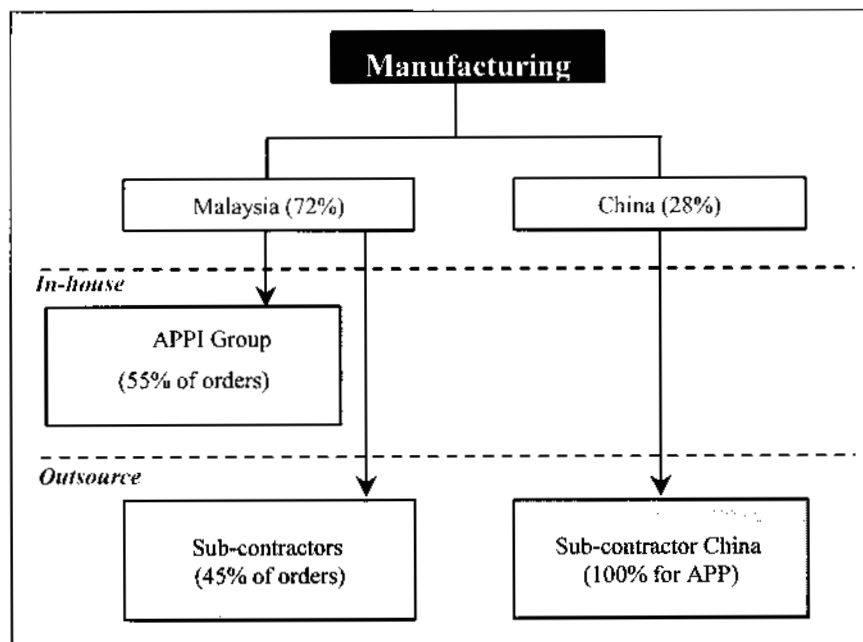 Manufacturing
Malaysia (72%)
China (28%)
In-house
APPI Group
(55% of orders)
Outsource
Sub-contractors
(45% of orders)
Sub-contractor China
(100% for APP)